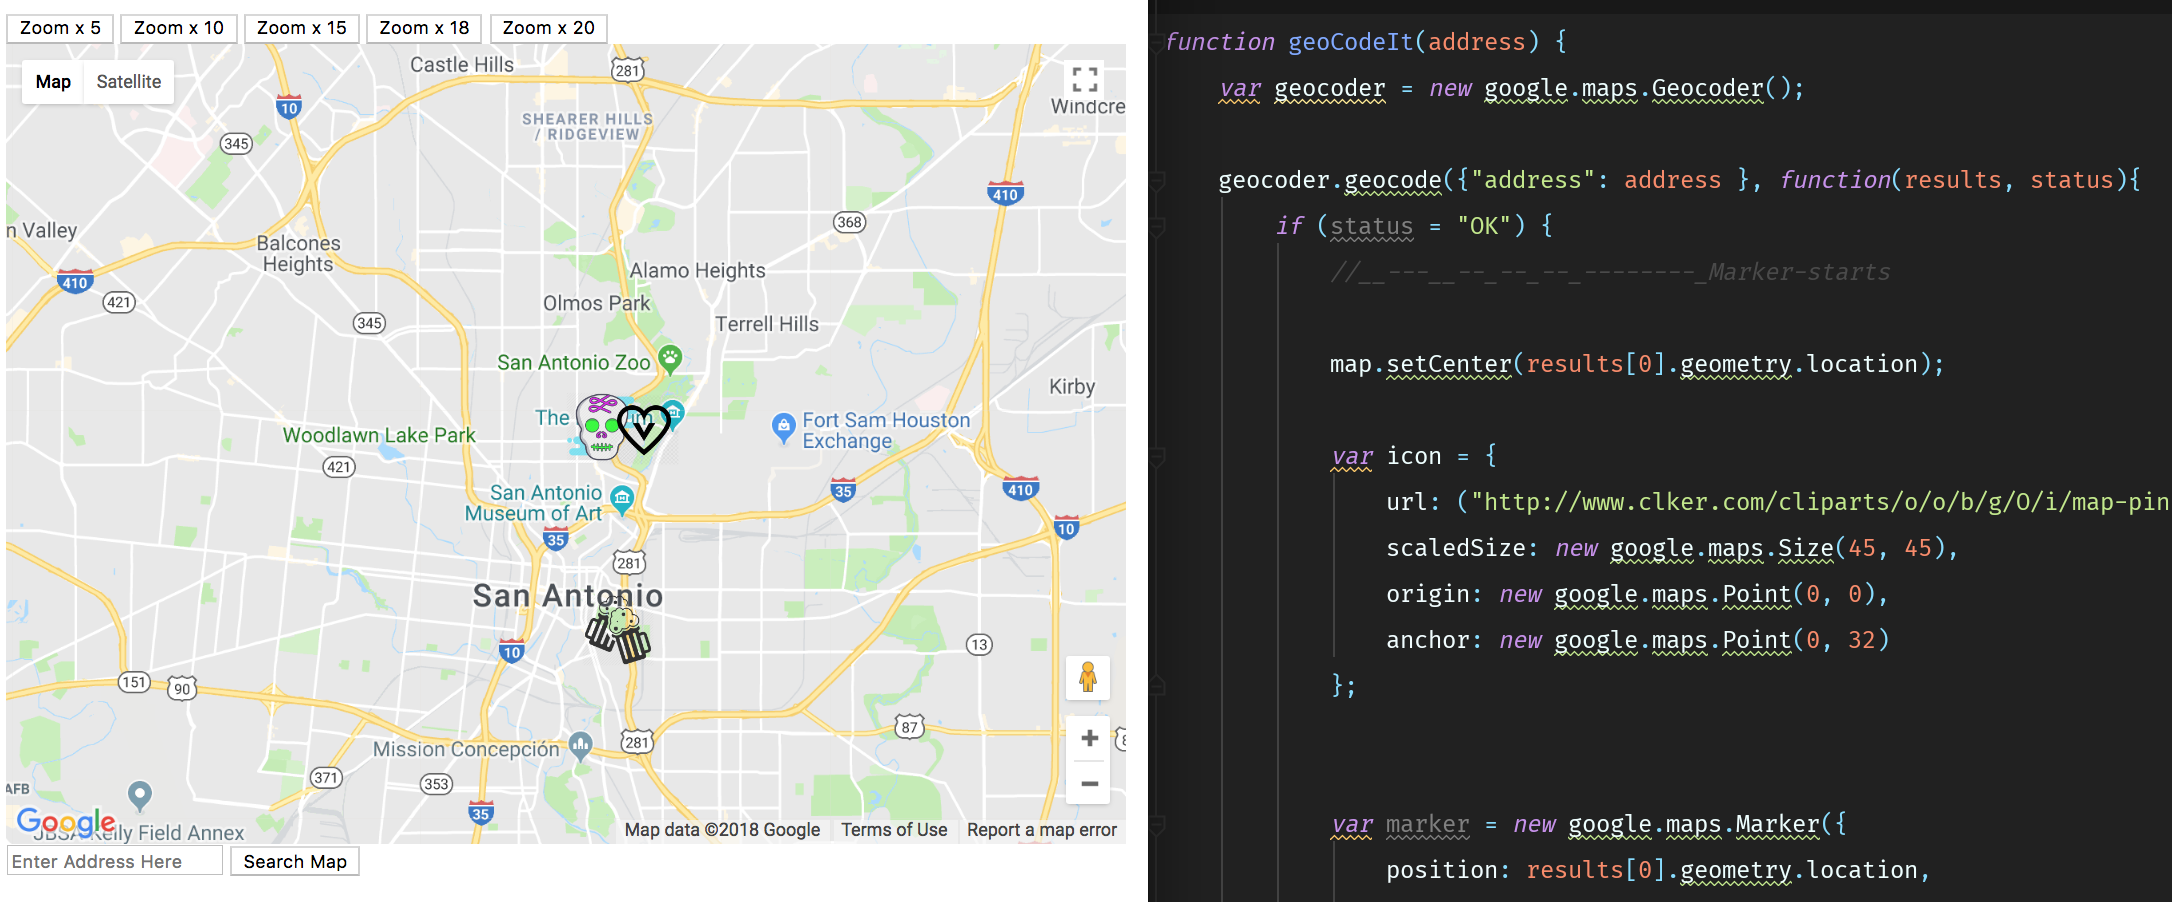 Zoom x 5
Zoom x 10
Zoom x 15
Zoom x 18
Zoom x 20
Map
Satellite
Castle Hills
281
10
Windcre
SHEARER HILLS
/ RIDGEVIEW
345
410
368
n Valley
Balcones
Heights
Alamo Heights
410
421
Olmos Park
345
Terrell Hills
San Antonio Zoo
Kirby
The
um
V
Fort Sam Houston
Exchange
Woodlawn Lake Park
421
35
410
San Antonio
Museum of Art
10
35
281
San Antonio
10
13
151
90
87
281
Mission Concepción
371
353
AFB
35
Google
JBSA Kelly Field Annex
Map data ©2018 Google
Terms of Use
Report a map error
Enter Address Here
Search Map
function geoCodeIt(address) {
var geocoder = new google.maps.Geocoder();
geocoder.geocode({"address": address }, function(results, status){
if (status = "OK") {
//__---__--_--_--_--------_Marker-starts
map.setCenter(results[0].geometry.location);
var icon = {
url: ("http://www.clker.com/cliparts/o/o/b/g/O/i/map-pin
scaledSize: new google.maps.Size(45, 45),
origin: new google.maps.Point(0, 0),
anchor: new google.maps.Point(0, 32)
};
var marker = new google.maps.Marker({
position: results[0].geometry.location,